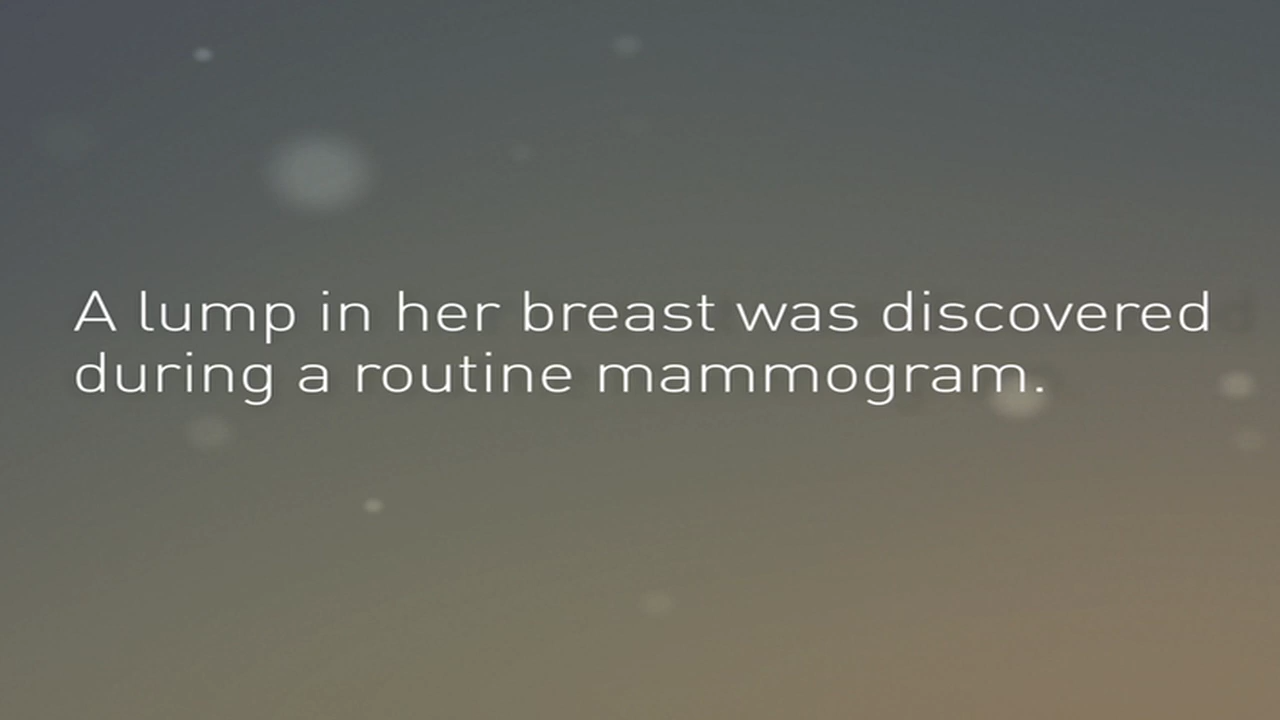 A lump in her breast was discovered
during a routine mammogram.